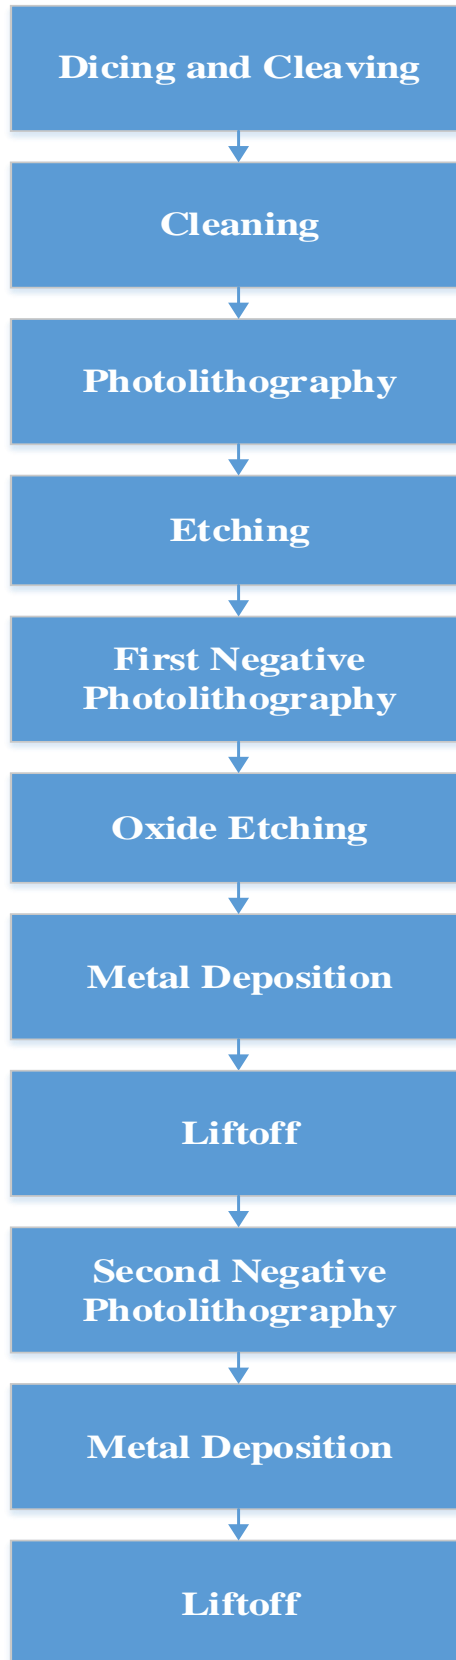 Dicing and Cleaving
Cleaning
Photolithography
Etching
First Negative
Photolithography
Oxide Etching
Metal Deposition
Liftoff
Second Negative
Photolithography
Metal Deposition
Liftoff